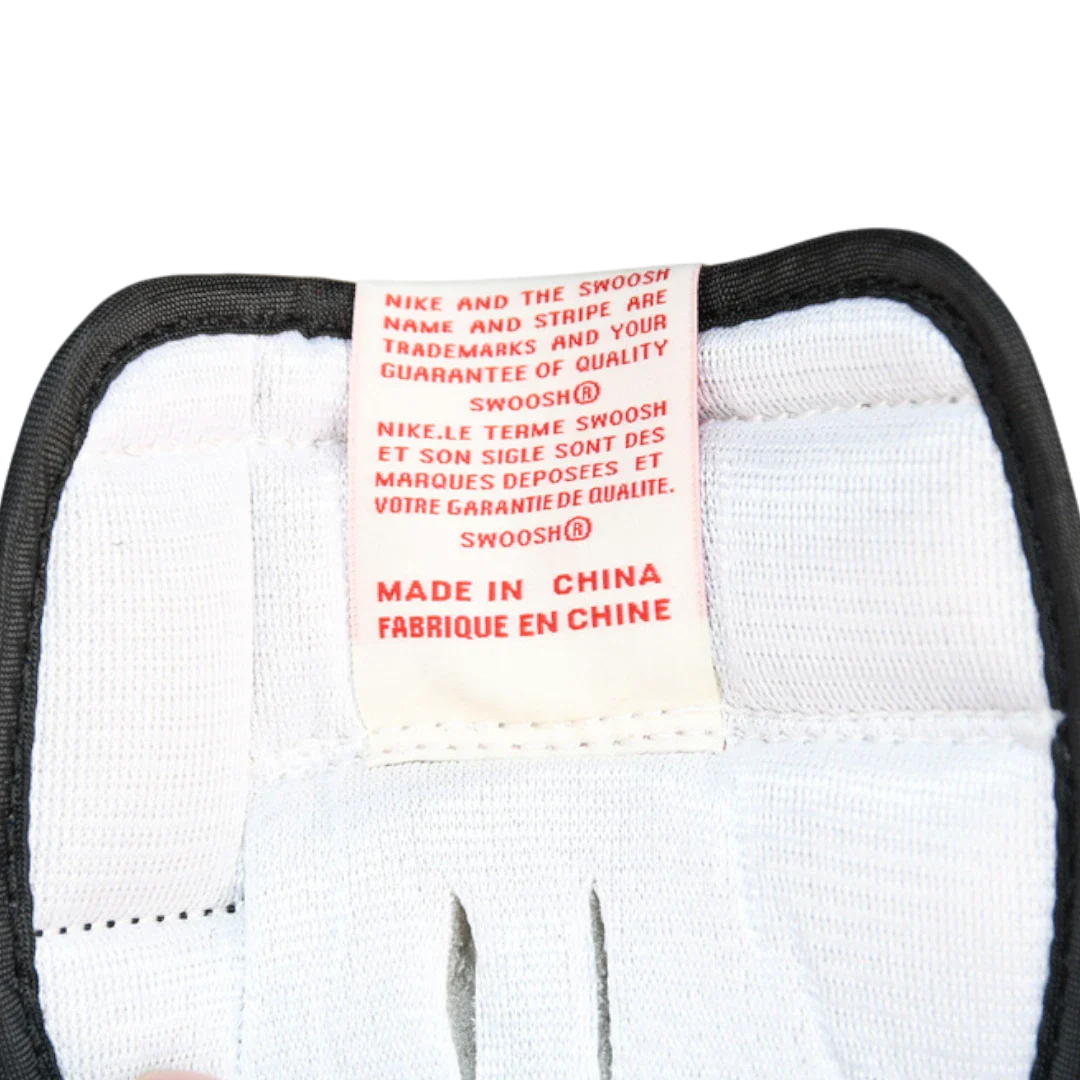 NIKE AND THE SWOOSH
NAME AND STRIPE ARE
TRADEMARKS AND YOUR
GUARANTEE OF QUALITY
SWOOSH®
NIKE.LE TERME SWOOSH
ET SON SIGLE SONT DES
MARQUES DEPOSEES ET
VOTRE GARANTIE DE QUALITE.
SWOOSH®
MADE IN CHINA
FABRIQUE EN CHINE